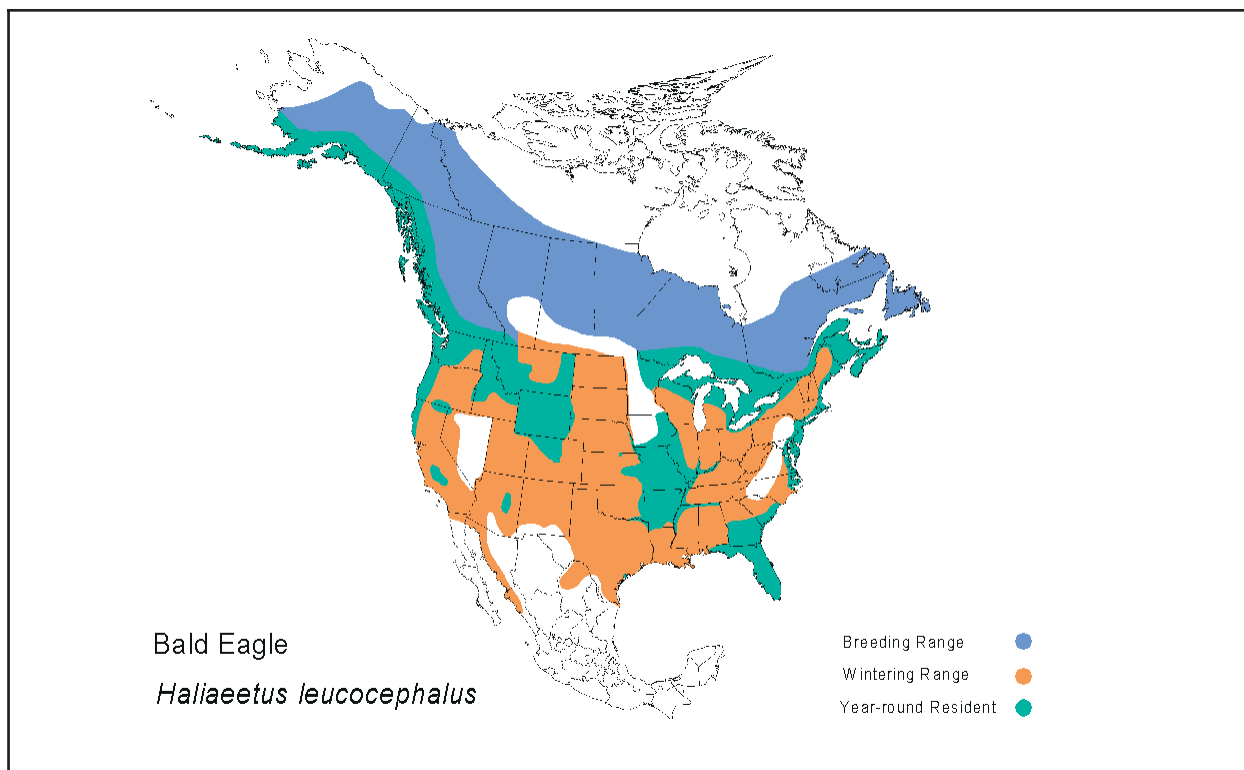 Bald Eagle
Haliaeetus leucocephalus
Breeding Range
Wintering Range
Year-round Resident